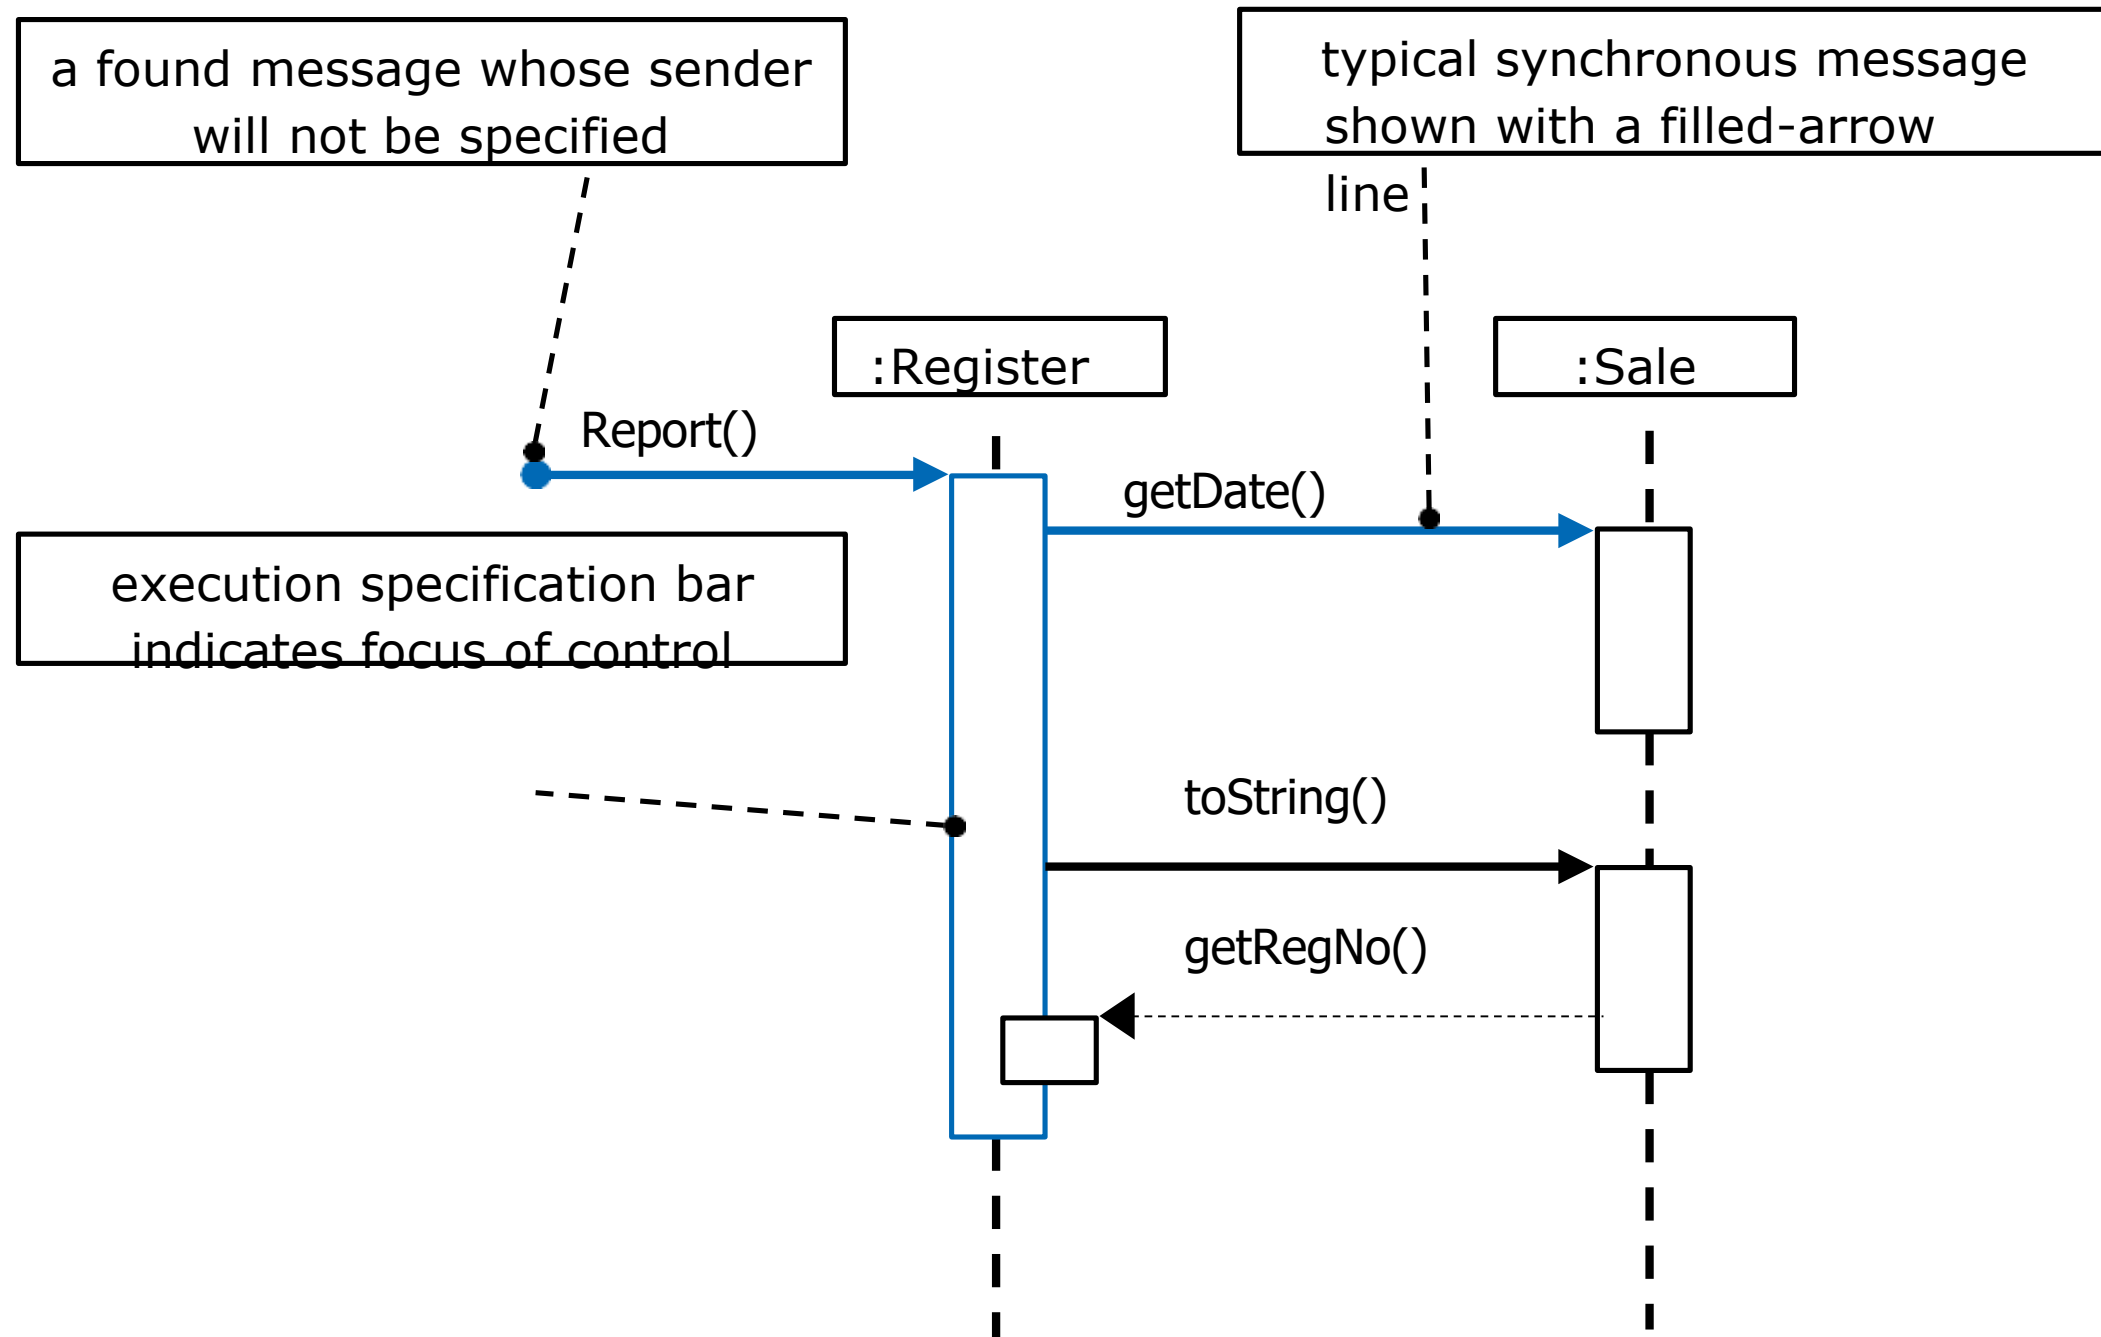 a found message whose sender
will not be specified
typical synchronous message
shown with a filled-arrow
line
:Register
:Sale
Report()
getDate()
execution specification bar
indicates focus of control
toString()
getRegNo()